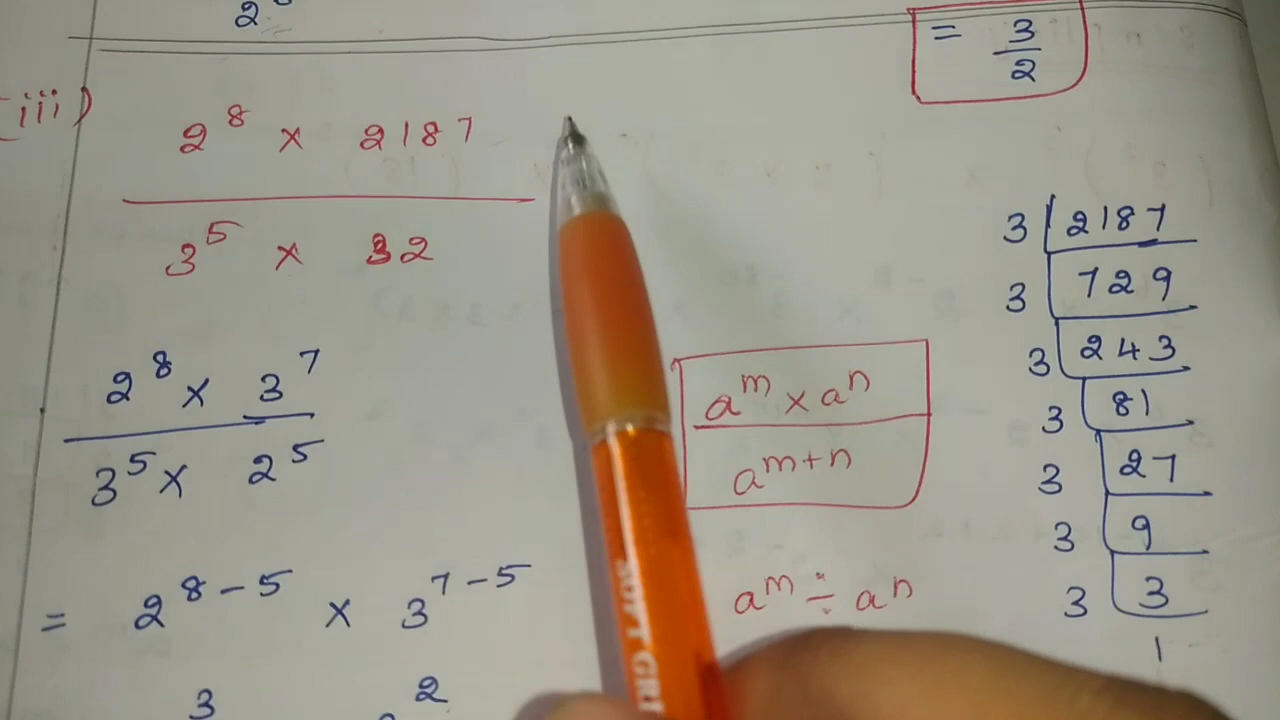 = 3/2
(iii) 2^8 × 2187
3^5 × 32
2^8 × 3^7
3^5 × 2^5
= 2^(8-5) × 3^(7-5)
3 2
a^m × a^n
a^(m+n)
a^m ÷ a^n
3 | 2187
3 | 729
3 | 243
3 | 81
3 | 27
3 | 9
3 | 3
1
SOFT GRI